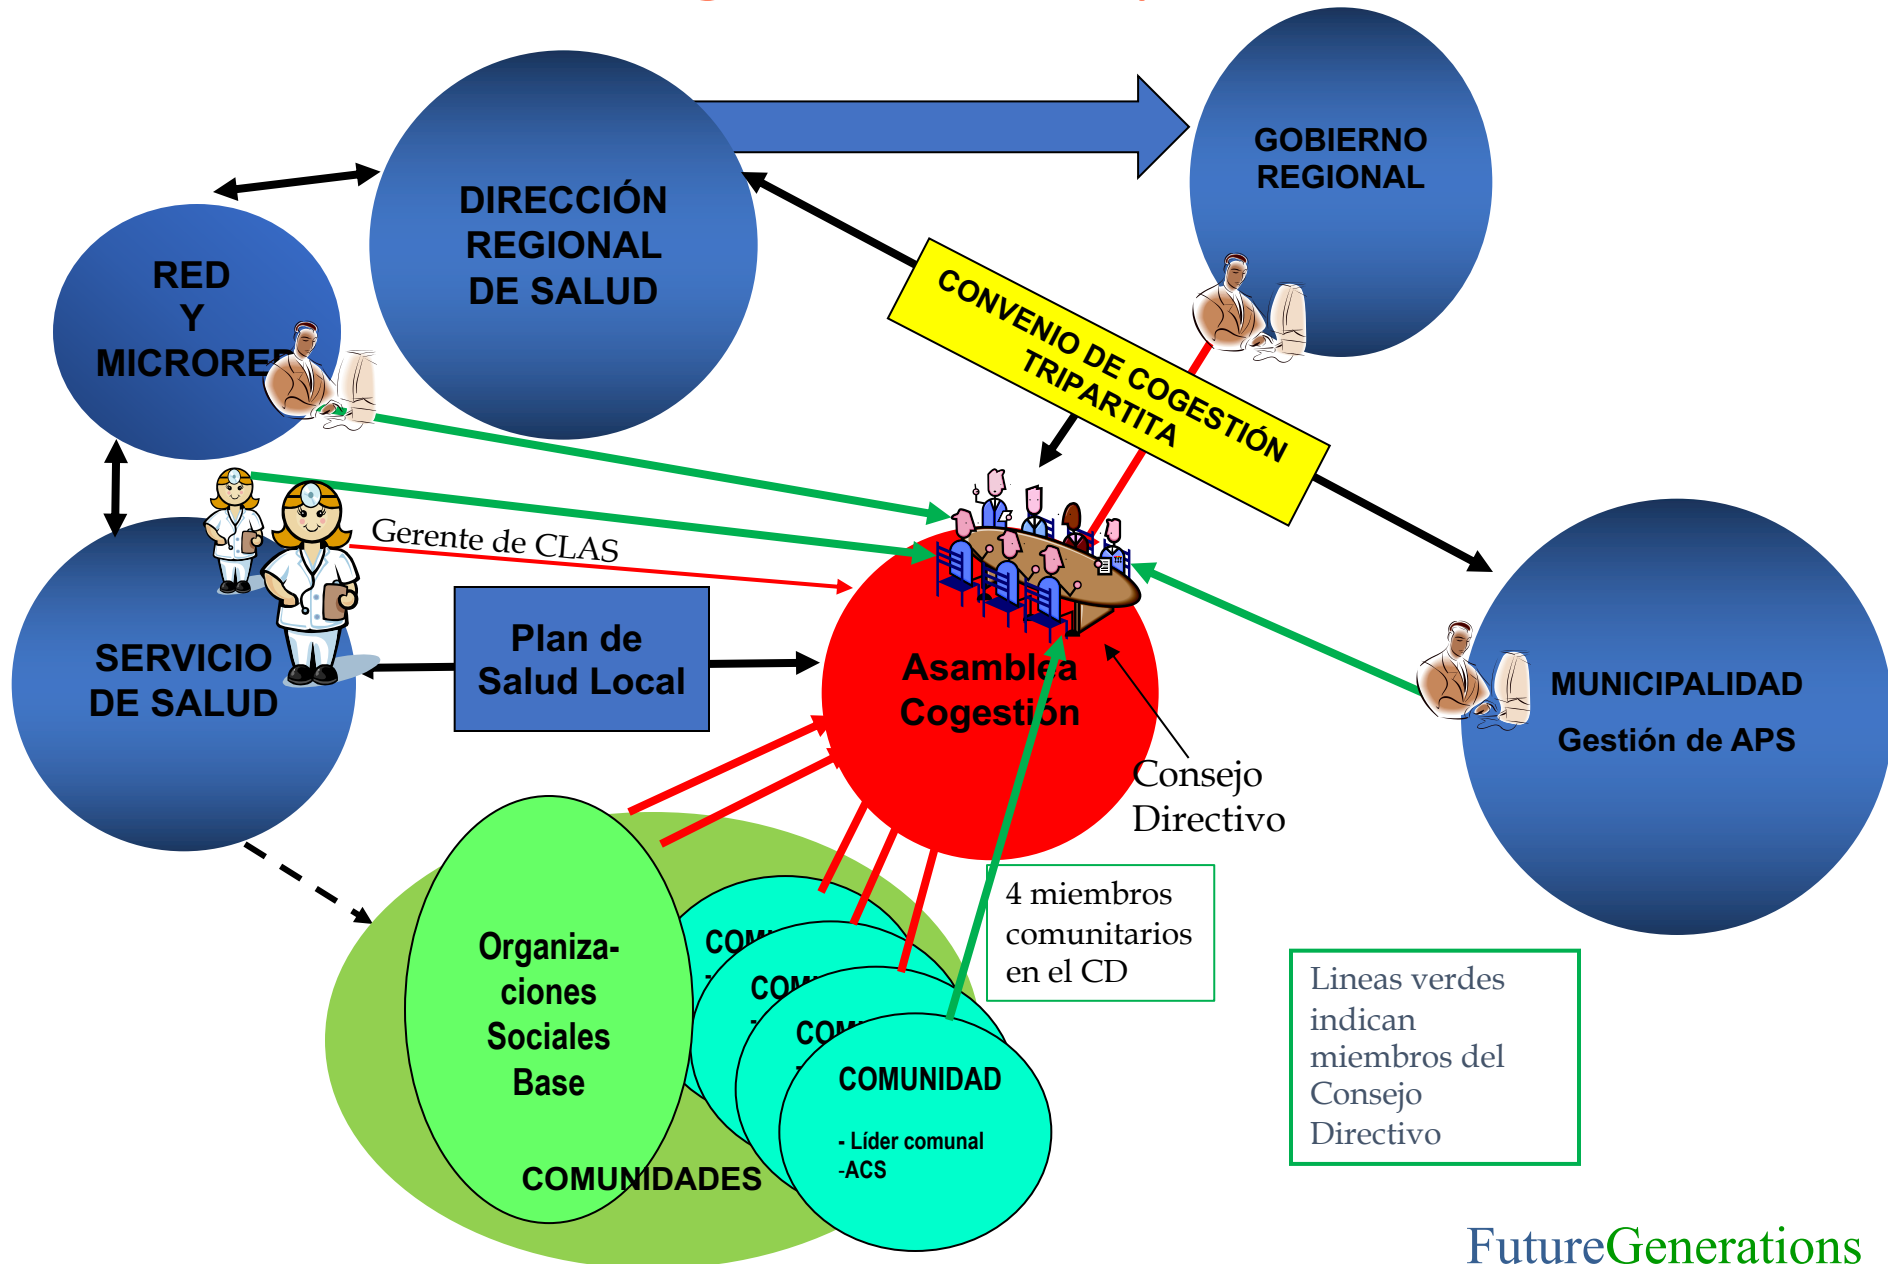 GOBIERNO
REGIONAL
DIRECCIÓN
REGIONAL
DE SALUD
RED
Y
CONVENIO DE COGESTIÓN
TRIPARTITA
Gerente de CLAS
Plan de
Salud Local
SERVICIO
DE SALUD
Asamblea
Cogestión
MUNICIPALIDAD
Gestión de APS
Consejo
Directivo
4 miembros
comunitarios
en el CD
Organiza-
ciones
Sociales
Base
COMUNIDAD
- Líder comunal
-ACS
COMUNIDADES
Lineas verdes
indican
miembros del
Consejo
Directivo
FutureGenerations